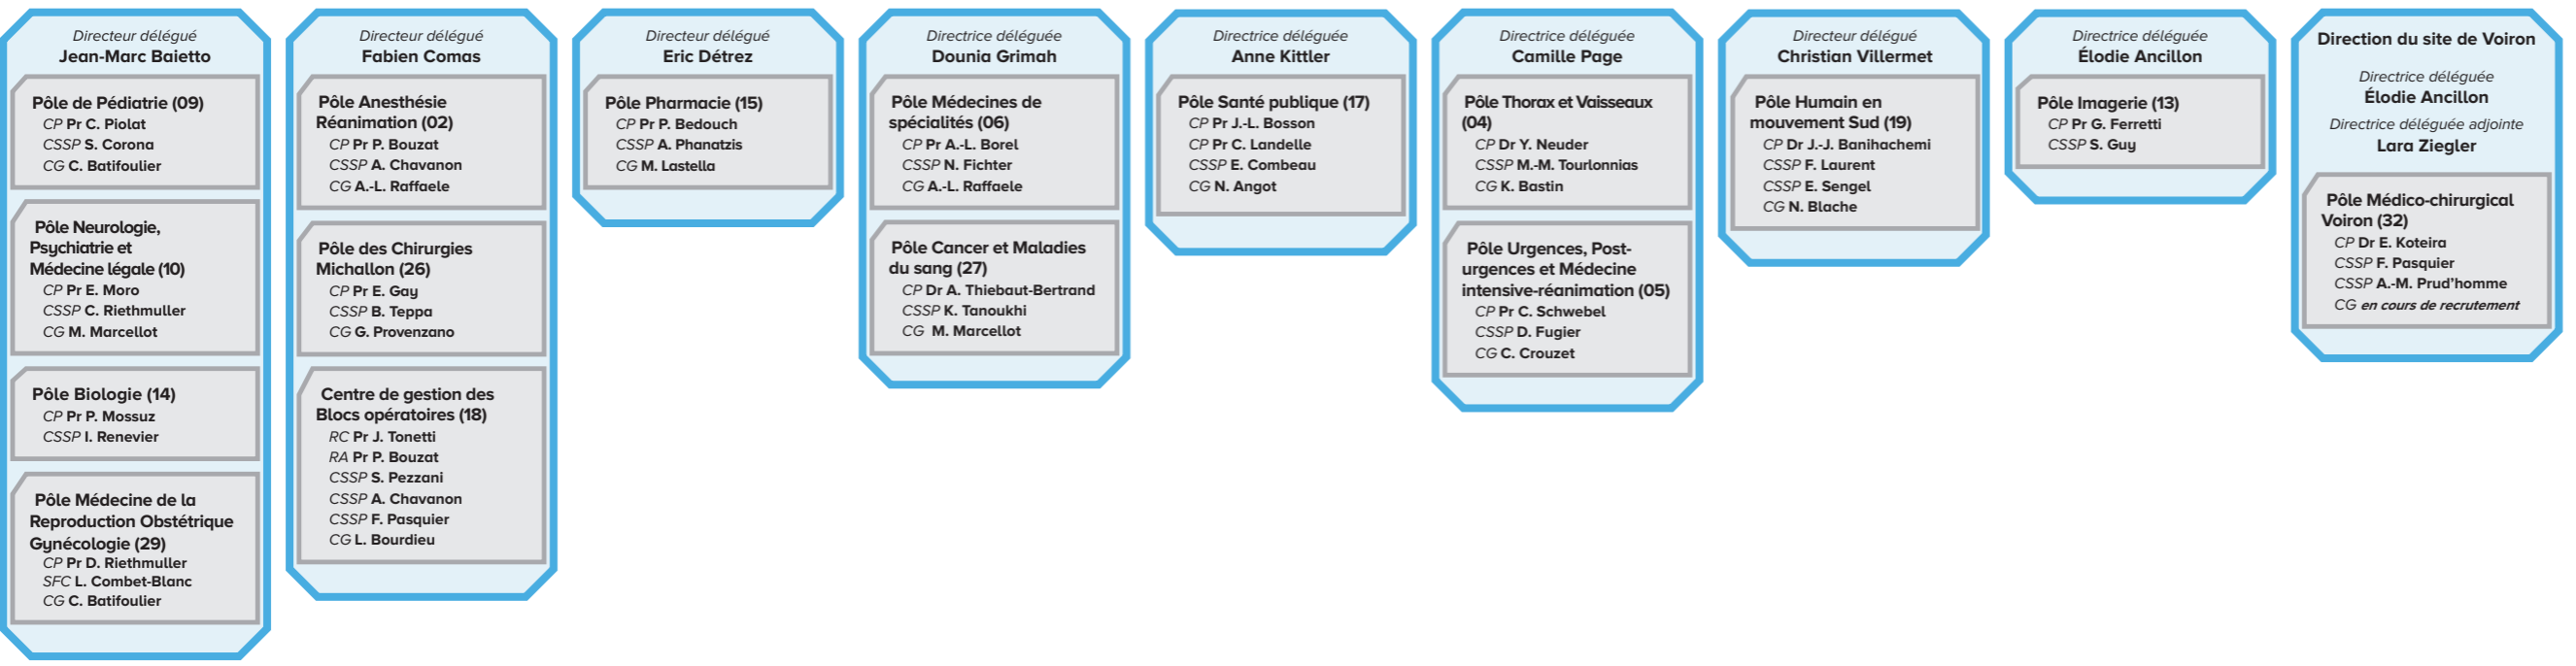 Directeur délégué
Jean-Marc Baietto
Pôle de Pédiatrie (09)
CP Pr C. Piolat
CSSP S. Corona
CG C. Batifoulier
Pôle Neurologie,
Psychiatrie et
Médecine légale (10)
CP Pr E. Moro
CSSP C. Riethmuller
CG M. Marcellot
Pôle Biologie (14)
CP Pr P. Mossuz
CSSP I. Renevier
Pôle Médecine de la
Reproduction Obstétrique
Gynécologie (29)
CP Pr D. Riethmuller
SFC L. Combet-Blanc
CG C. Batifoulier
Directeur délégué
Fabien Comas
Pôle Anesthésie
Réanimation (02)
CP Pr P. Bouzat
CSSP A. Chavanon
CG A.-L. Raffaele
Pôle des Chirurgies
Michallon (26)
CP Pr E. Gay
CSSP B. Teppa
CG G. Provenzano
Centre de gestion des
Blocs opératoires (18)
RC Pr J. Tonetti
RA Pr P. Bouzat
CSSP S. Pezzani
CSSP A. Chavanon
CSSP F. Pasquier
CG L. Bourdieu
Directeur délégué
Eric Détrez
Pôle Pharmacie (15)
CP Pr P. Bedouch
CSSP A. Phanatzis
CG M. Lastella
Directrice déléguée
Dounia Grimah
Pôle Médecines de
spécialités (06)
CP Pr A.-L. Borel
CSSP N. Fichter
CG A.-L. Raffaele
Pôle Cancer et Maladies
du sang (27)
CP Dr A. Thiebaut-Bertrand
CSSP K. Tanoukhi
CG M. Marcellot
Directrice déléguée
Anne Kittler
Pôle Santé publique (17)
CP Pr J.-L. Bosson
CP Pr C. Landelle
CSSP E. Combeau
CG N. Angot
Directrice déléguée
Camille Page
Pôle Thorax et Vaisseaux
(04)
CP Dr Y. Neuder
CSSP M.-M. Tourlonnias
CG K. Bastin
Pôle Urgences, Post-
urgences et Médecine
intensive-réanimation (05)
CP Pr C. Schwebel
CSSP D. Fugier
CG C. Crouzet
Directeur délégué
Christian Villermet
Pôle Humain en
mouvement Sud (19)
CP Dr J.-J. Banihachemi
CSSP F. Laurent
CSSP E. Sengel
CG N. Blache
Directrice déléguée
Élodie Ancillon
Pôle Imagerie (13)
CP Pr G. Ferretti
CSSP S. Guy
Direction du site de Voiron
Directrice déléguée
Élodie Ancillon
Directrice déléguée adjointe
Lara Ziegler
Pôle Médico-chirurgical
Voiron (32)
CP Dr E. Koteira
CSSP F. Pasquier
CSSP A.-M. Prud'homme
CG en cours de recrutement